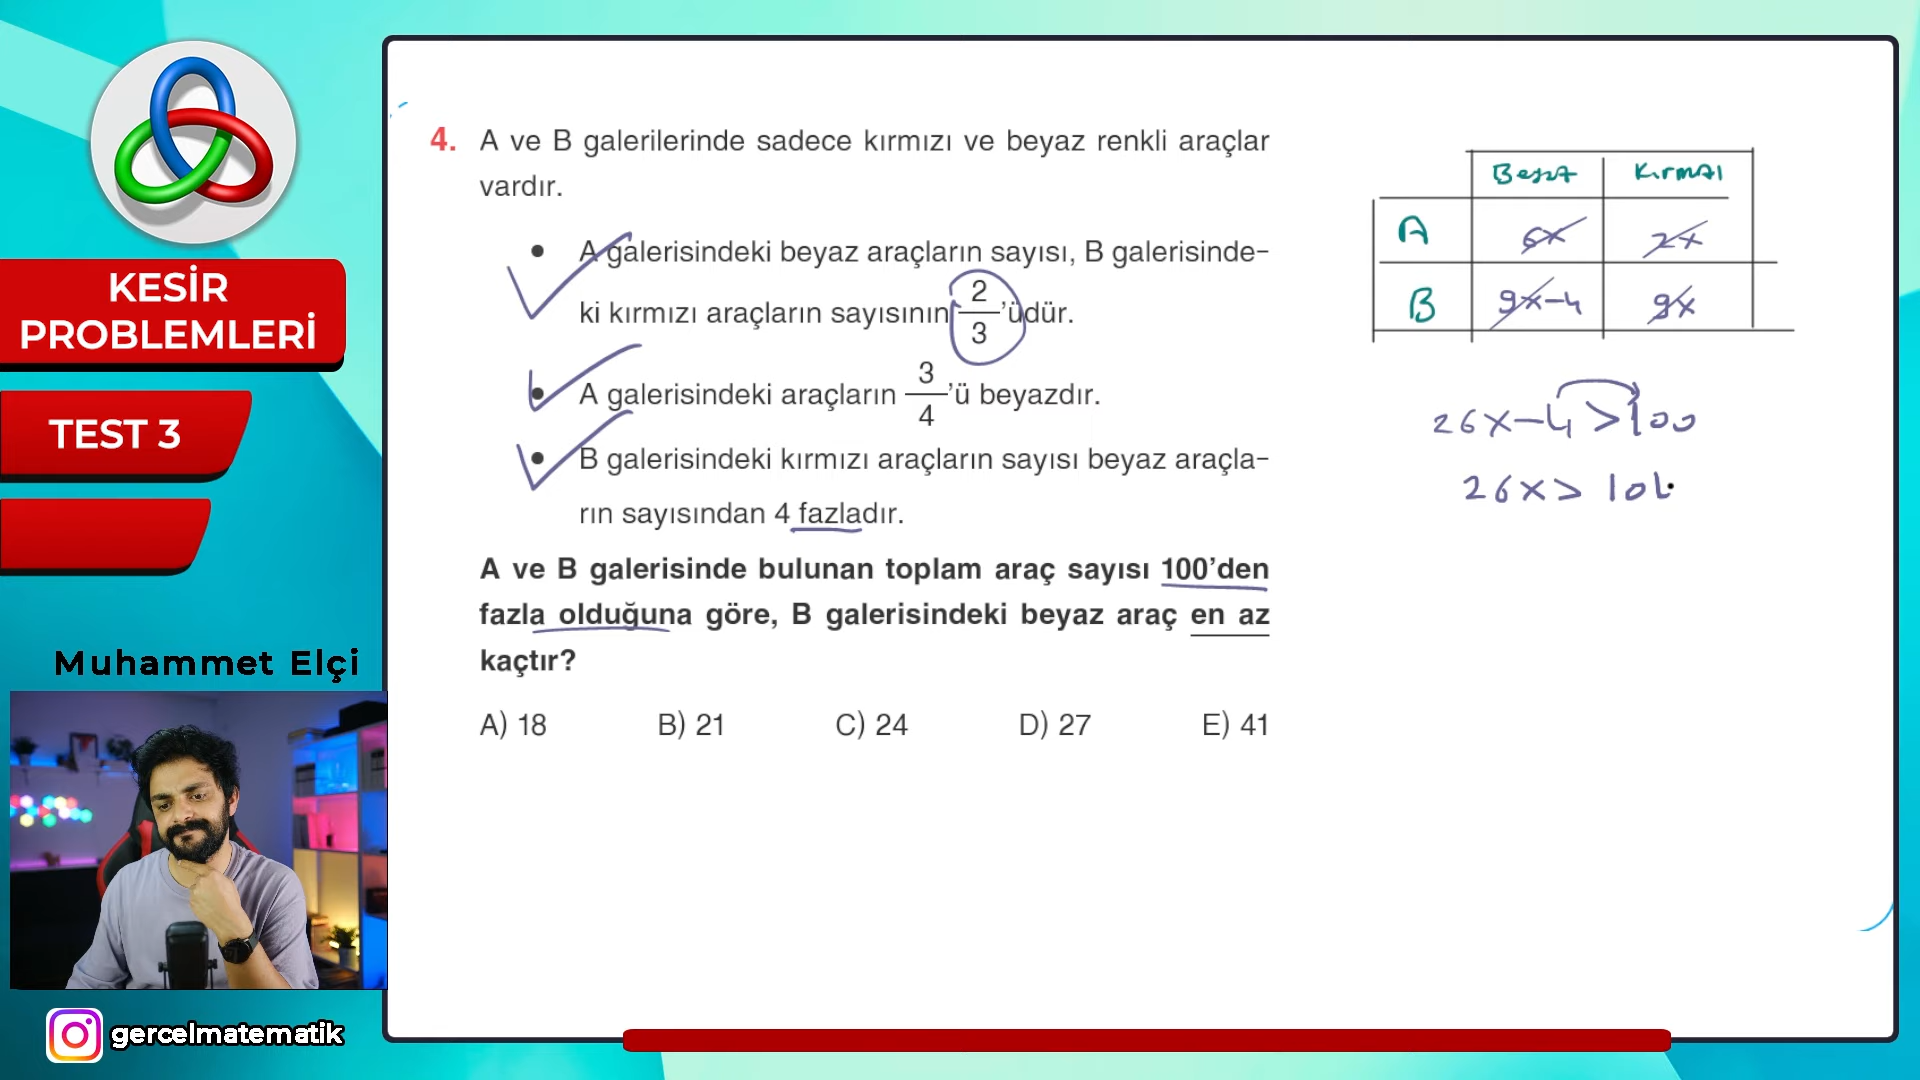 KESİR
PROBLEMLERİ
TEST 3
Muhammet Elçi
gercelmatematik
4. A ve B galerilerinde sadece kırmızı ve beyaz renkli araçlar
vardır.
• A galerisindeki beyaz araçların sayısı, B galerisinde-
ki kırmızı araçların sayısının 2/3 'üdür.
• A galerisindeki araçların 3/4 'ü beyazdır.
• B galerisindeki kırmızı araçların sayısı beyaz araçla-
rın sayısından 4 fazladır.
A ve B galerisinde bulunan toplam araç sayısı 100'den
fazla olduğuna göre, B galerisindeki beyaz araç en az
kaçtır?
A) 18 B) 21 C) 24 D) 27 E) 41
Beyaz Kırmızı
A 6x 2x
B 9x-4 9x
26x-4>100
26x>